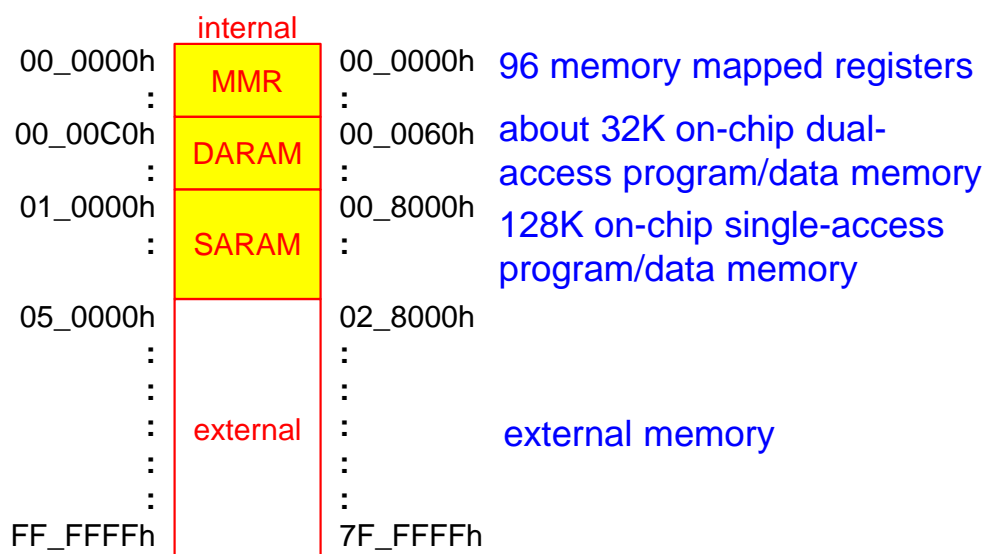 internal
00_0000h MMR 00_0000h 96 memory mapped registers
: :
00_00C0h DARAM 00_0060h about 32K on-chip dual-
: : access program/data memory
01_0000h 00_8000h 128K on-chip single-access
: SARAM : program/data memory
05_0000h 02_8000h
: :
: :
: external : external memory
: :
: :
FF_FFFFh 7F_FFFFh